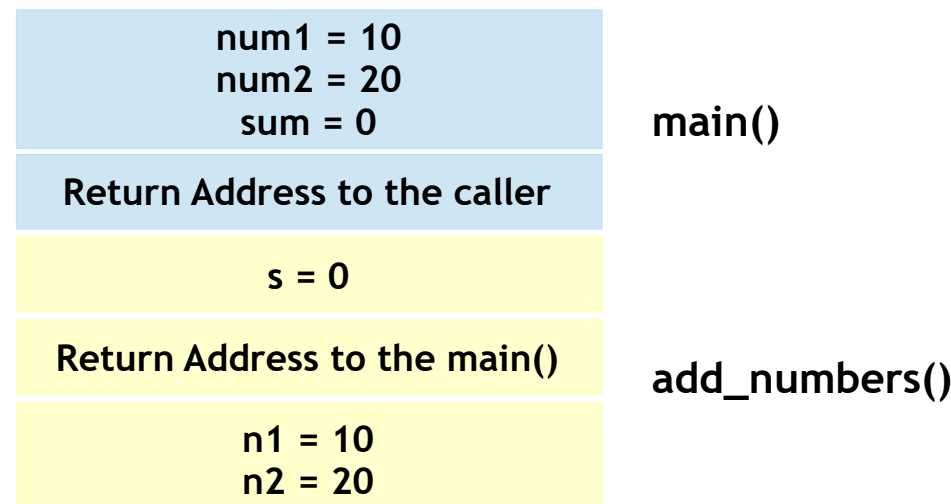 num1 = 10
num2 = 20
sum = 0
main()
Return Address to the caller
s = 0
Return Address to the main()
add_numbers()
n1 = 10
n2 = 20